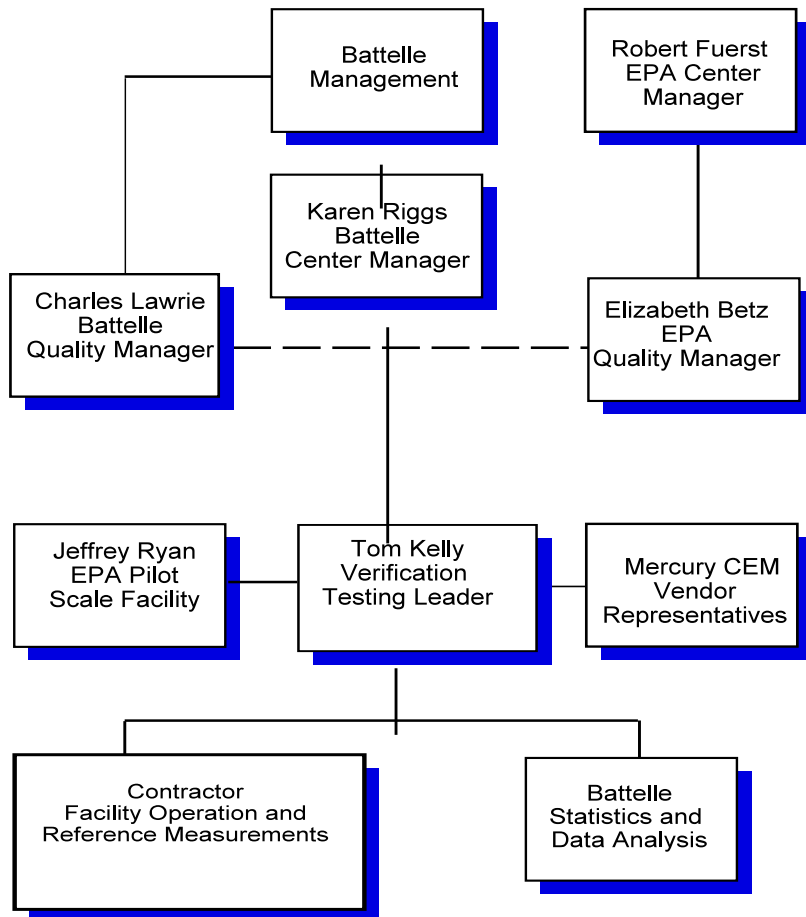 Battelle
Management
Robert Fuerst
EPA Center
Manager
Karen Riggs
Battelle
Center Manager
Charles Lawrie
Battelle
Quality Manager
Elizabeth Betz
EPA
Quality Manager
Jeffrey Ryan
EPA Pilot
Scale Facility
Tom Kelly
Verification
Testing Leader
Mercury CEM
Vendor
Representatives
Contractor
Facility Operation and
Reference Measurements
Battelle
Statistics and
Data Analysis